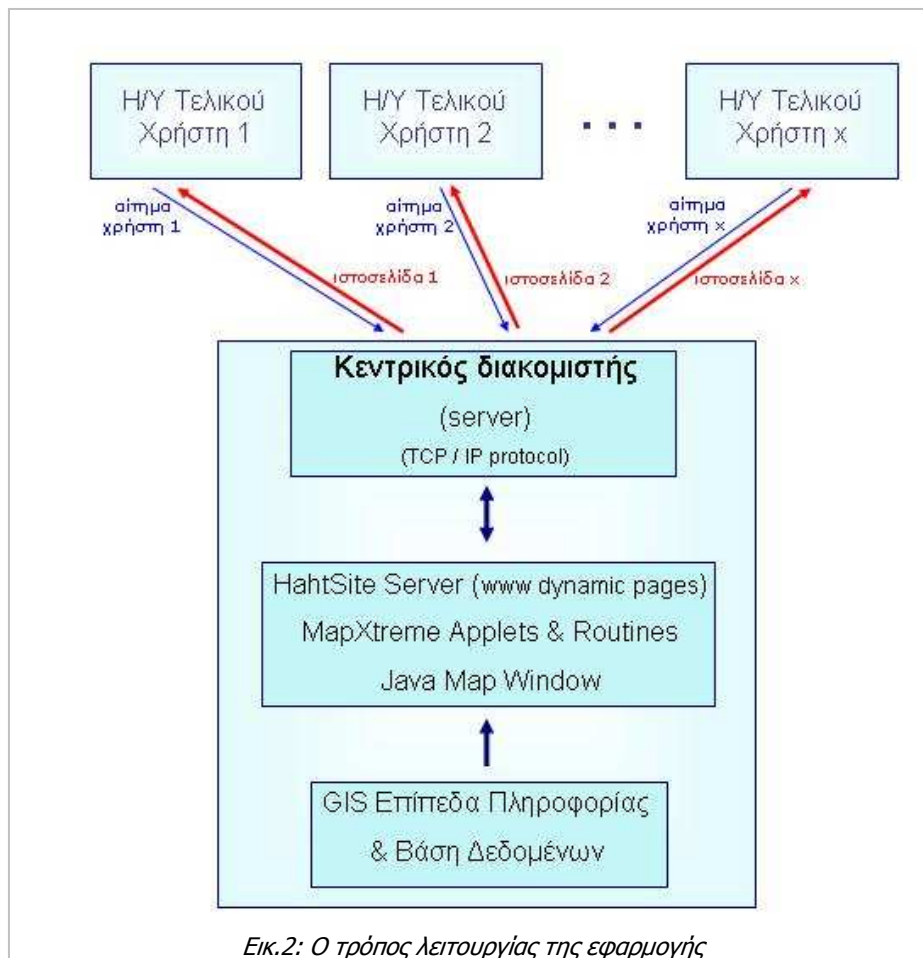 Η/Υ Τελικού
Χρήστη 1
Η/Υ Τελικού
Χρήστη 2
. . .
Η/Υ Τελικού
Χρήστη x
αίτημα
χρήστη 1
αίτημα
χρήστη 2
αίτημα
χρήστη x
ιστοσελίδα 1
ιστοσελίδα 2
ιστοσελίδα x
Κεντρικός διακομιστής
(server)
(TCP / IP protocol)
HahtSite Server (www dynamic pages)
MapXtreme Applets & Routines
Java Map Window
GIS Επίπεδα Πληροφορίας
& Βάση Δεδομένων
Εικ.2: Ο τρόπος λειτουργίας της εφαρμογής